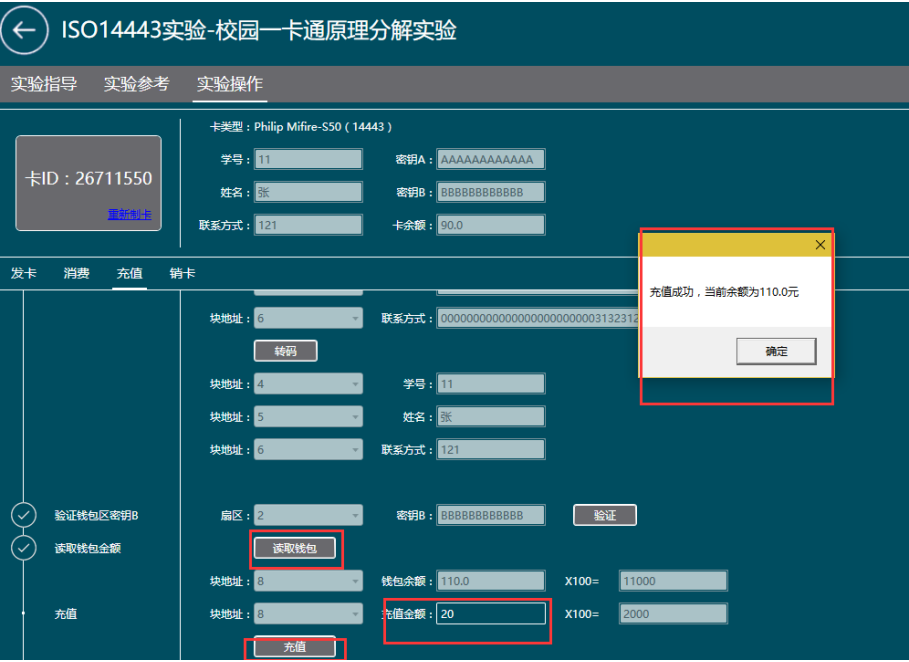 ISO14443实验-校园一卡通原理分解实验
实验指导 实验参考 实验操作
卡类型：Philip Mifire-S50（14443）
卡ID：26711550
重新制卡
学号： 11 密钥A： AAAAAAAAAAAA
姓名： 张 密钥B： BBBBBBBBBBBB
联系方式： 121 卡余额： 90.0
发卡 消费 充值 销卡
充值成功，当前余额为110.0元
确定
块地址： 6 联系方式： 00000000000000000000000003132312
转码
块地址： 4 学号： 11
块地址： 5 姓名： 张
块地址： 6 联系方式： 121
验证钱包区密钥B 扇区： 2 密钥B： BBBBBBBBBBBB 验证
读取钱包金额 读取钱包
块地址： 8 钱包余额： 110.0 X100= 11000
充值 块地址： 8 充值金额： 20 X100= 2000
充值